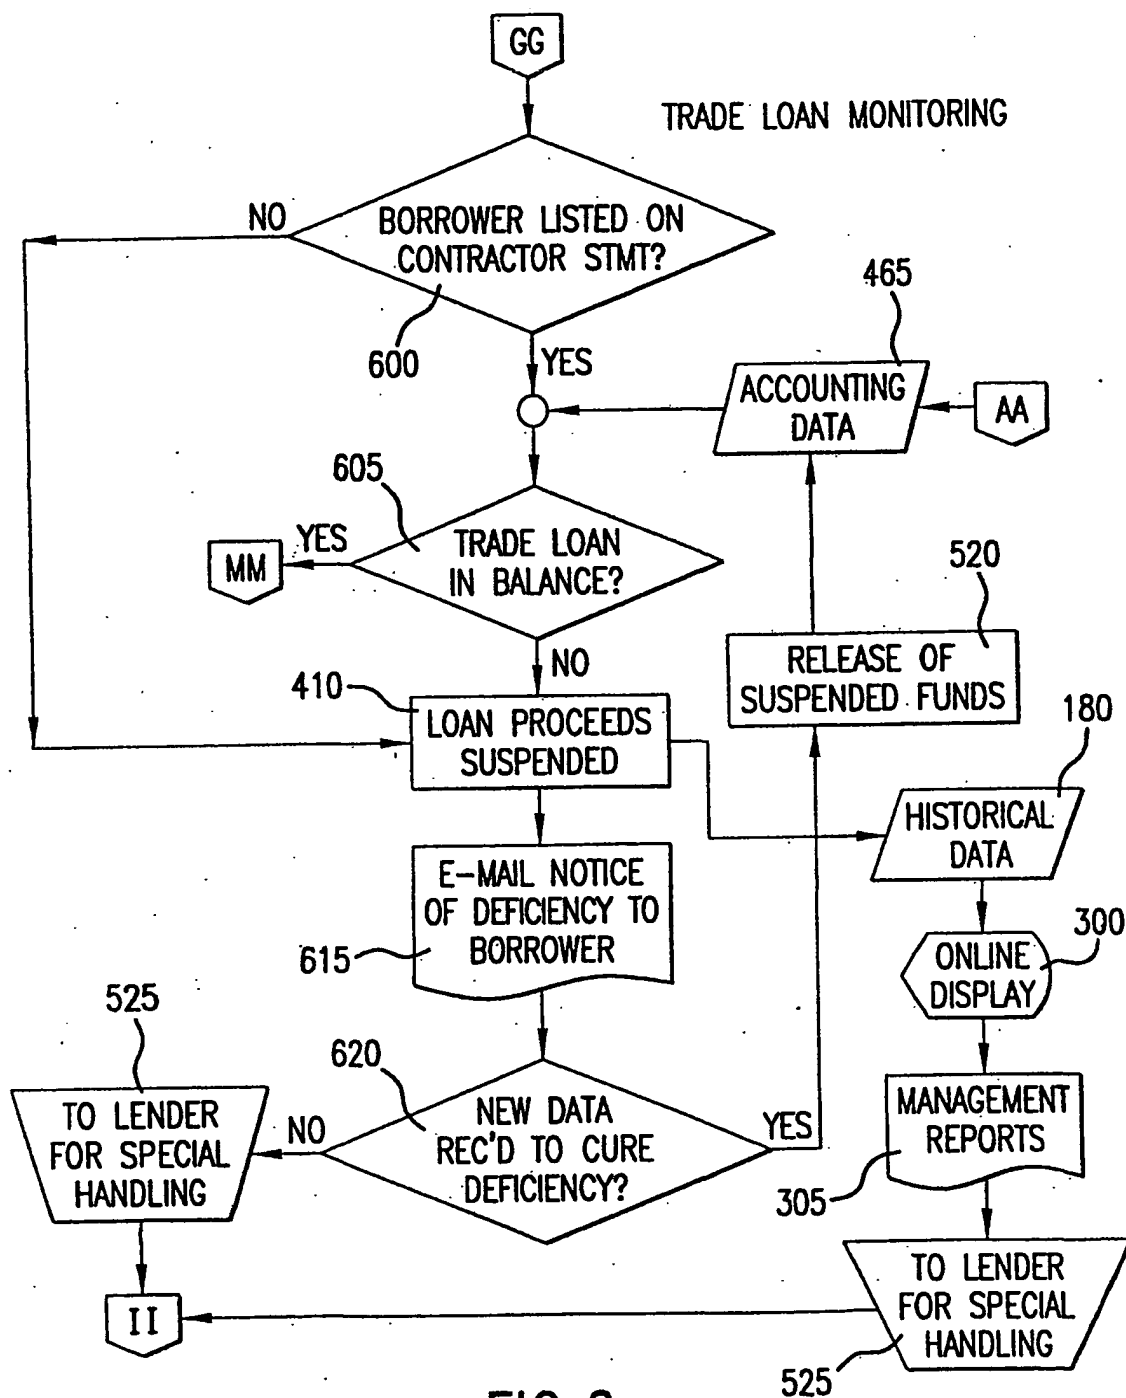 GG
TRADE LOAN MONITORING
NO
BORROWER LISTED ON
CONTRACTOR STMT?
600
YES
465
ACCOUNTING
DATA
AA
605
YES
MM
TRADE LOAN
IN BALANCE?
NO
520
RELEASE OF
SUSPENDED FUNDS
410
LOAN PROCEEDS
SUSPENDED
180
HISTORICAL
DATA
E-MAIL NOTICE
OF DEFICIENCY TO
BORROWER
615
300
ONLINE
DISPLAY
525
TO LENDER
FOR SPECIAL
HANDLING
NO
620
NEW DATA
REC'D TO CURE
DEFICIENCY?
YES
MANAGEMENT
REPORTS
305
TO LENDER
FOR SPECIAL
HANDLING
525
II